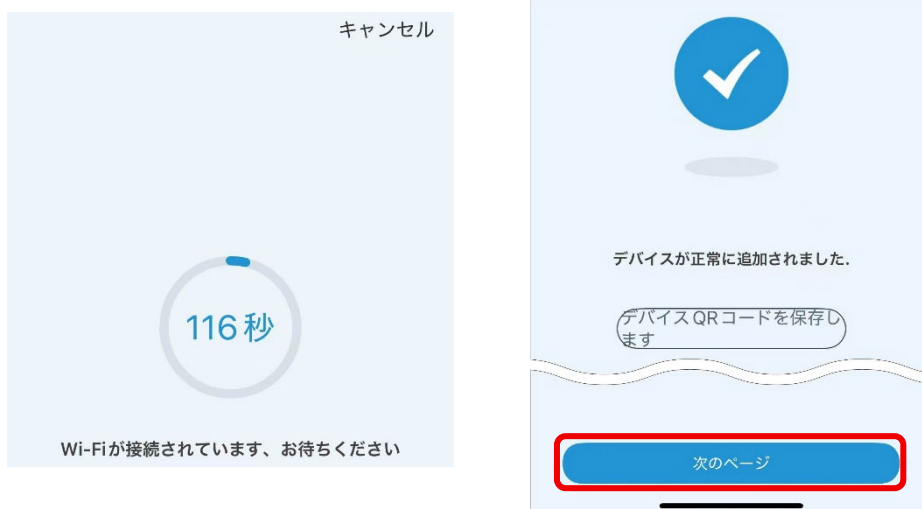 キャンセル
116秒
Wi-Fiが接続されています、お待ちください
デバイスが正常に追加されました.
デバイスQRコードを保存し
ます
次のページ